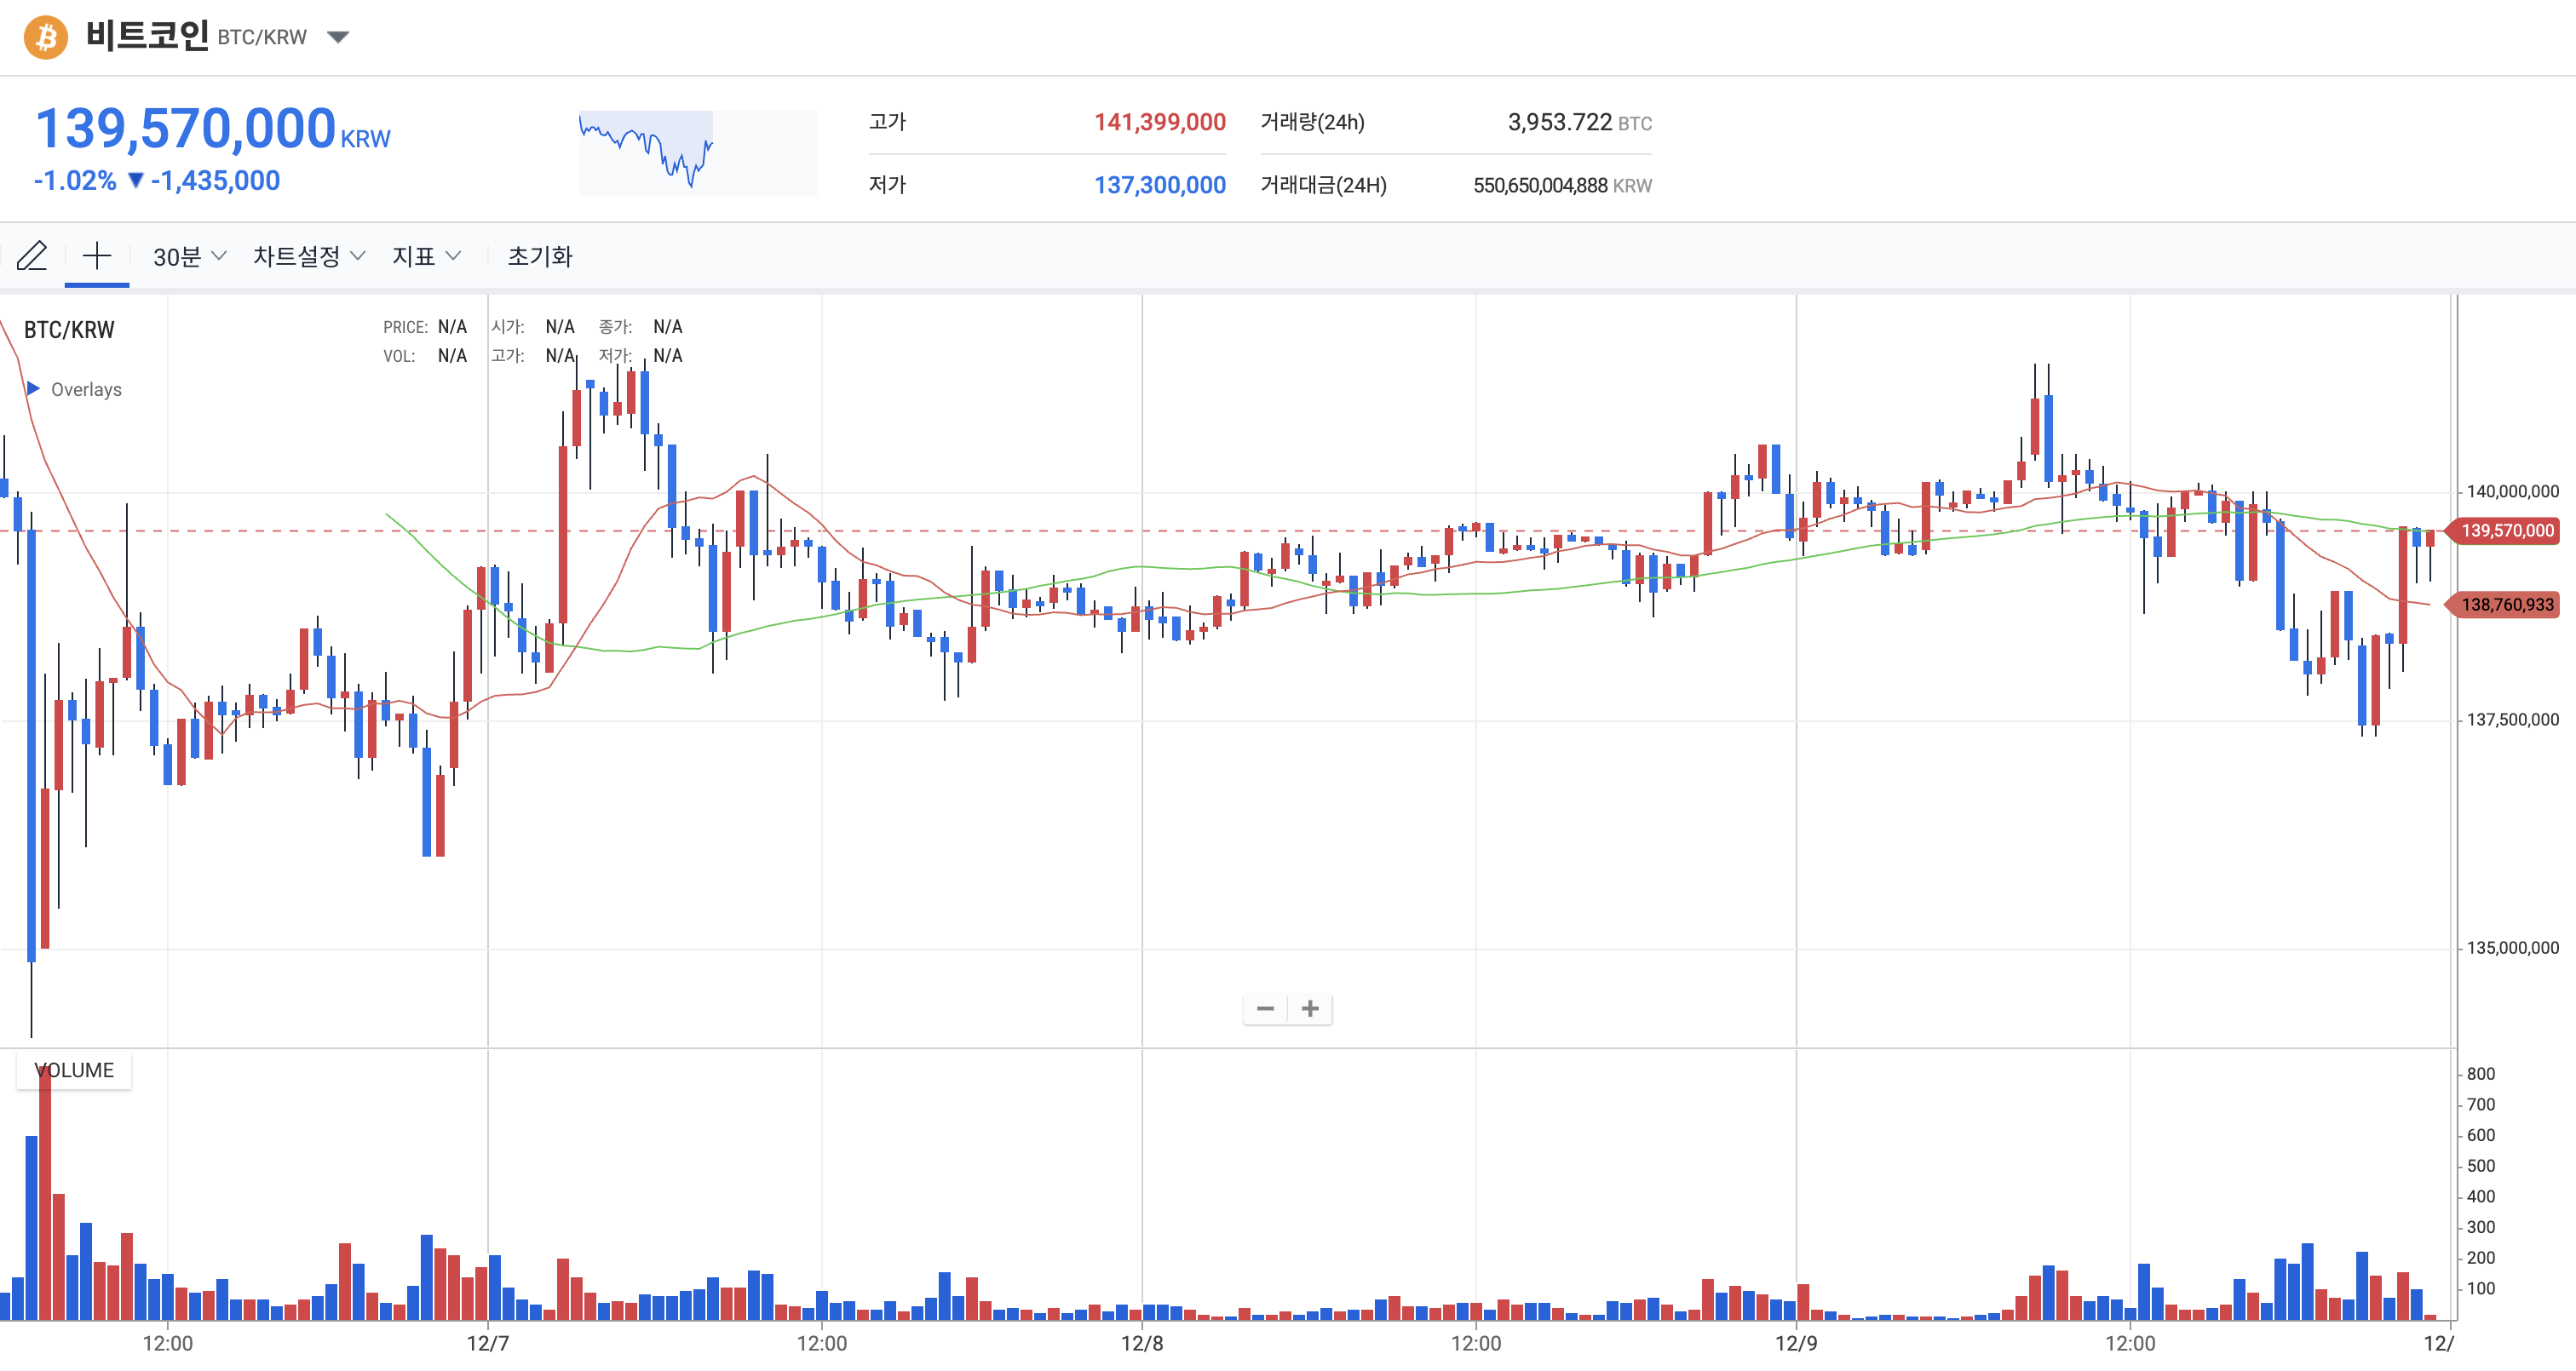 비트코인 BTC/KRW
139,570,000 KRW
-1.02% ▼ -1,435,000
고가 141,399,000
저가 137,300,000
거래량(24h) 3,953.722 BTC
거래대금(24H) 550,650,004,888 KRW
30분 차트설정 지표 초기화
BTC/KRW
PRICE: N/A 시가: N/A 종가: N/A
VOL: N/A 고가: N/A 저가: N/A
Overlays
140,000,000
139,570,000
138,760,933
137,500,000
135,000,000
VOLUME
800
700
600
500
400
300
200
100
12:00 12/7 12:00 12/8 12:00 12/9 12:00 12/